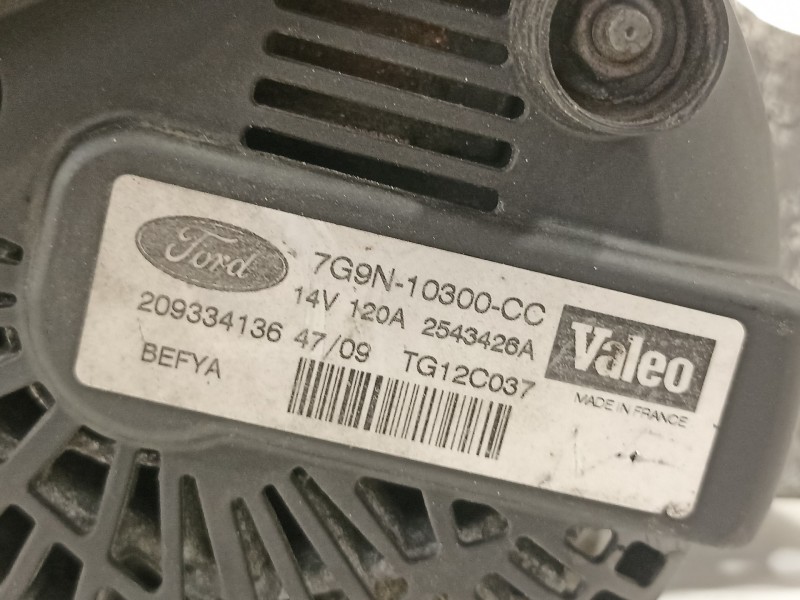 Ford
7G9N-10300-CC
14V 120A 2543426A
209334136 47/09 TG12C037
BEFYA
Valeo
MADE IN FRANCE